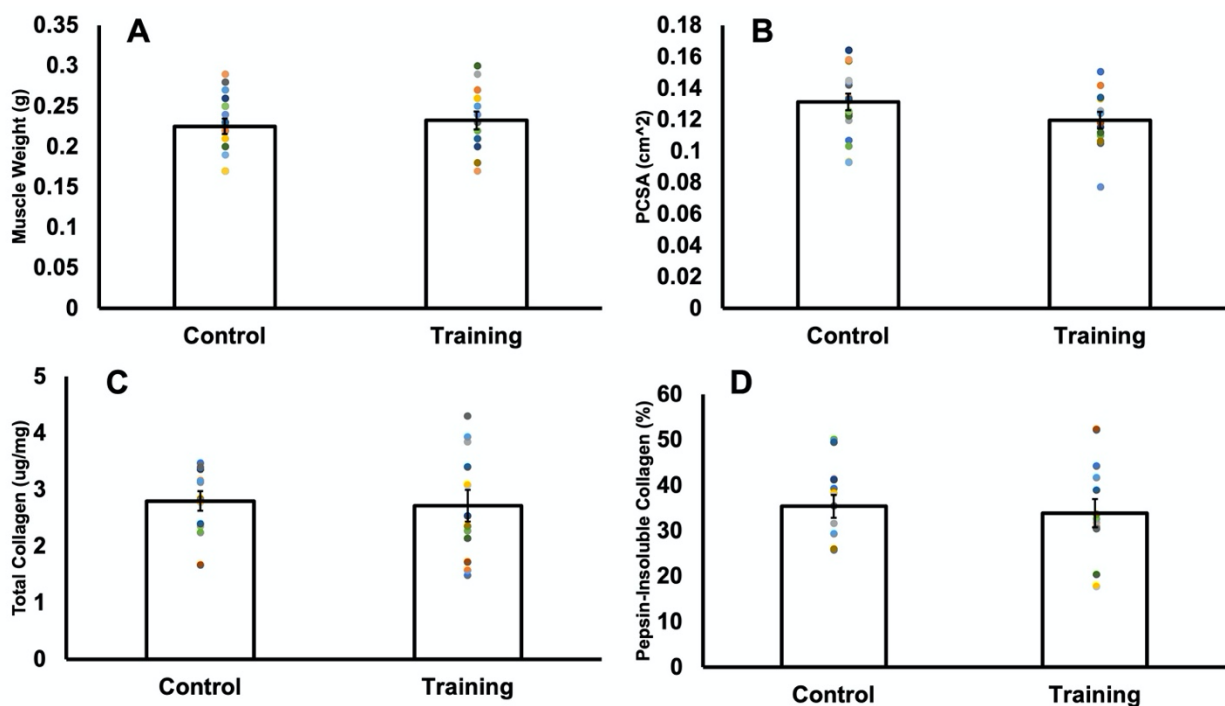 A
Muscle Weight (g)
0.35
0.3
0.25
0.2
0.15
0.1
0.05
0
Control
Training
B
PCSA (cm^2)
0.18
0.16
0.14
0.12
0.1
0.08
0.06
0.04
0.02
0
Control
Training
C
Total Collagen (ug/mg)
5
4
3
2
1
0
Control
Training
D
Pepsin-Insoluble Collagen (%)
60
50
40
30
20
10
0
Control
Training